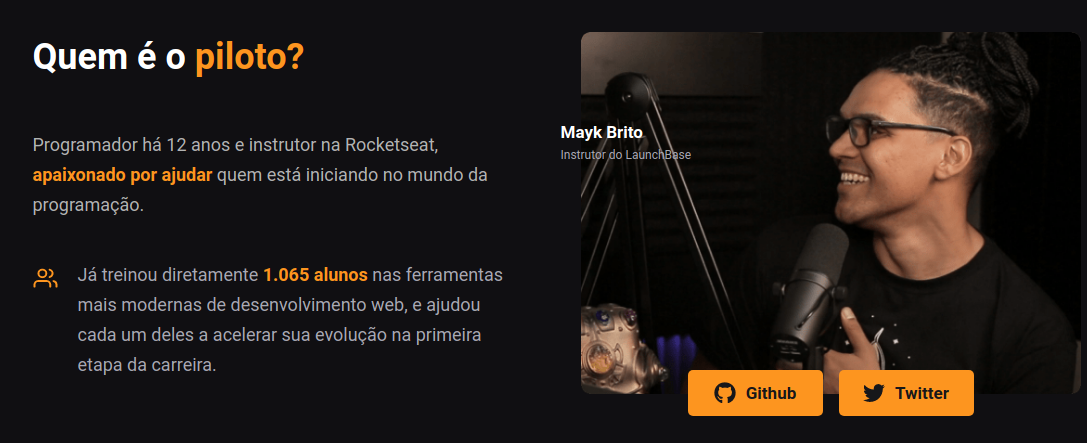 Quem é o piloto?
Programador há 12 anos e instrutor na Rocketseat,
apaixonado por ajudar quem está iniciando no mundo da
programação.
Já treinou diretamente 1.065 alunos nas ferramentas
mais modernas de desenvolvimento web, e ajudou
cada um deles a acelerar sua evolução na primeira
etapa da carreira.
Mayk Brito
Instrutor do LaunchBase
Github
Twitter